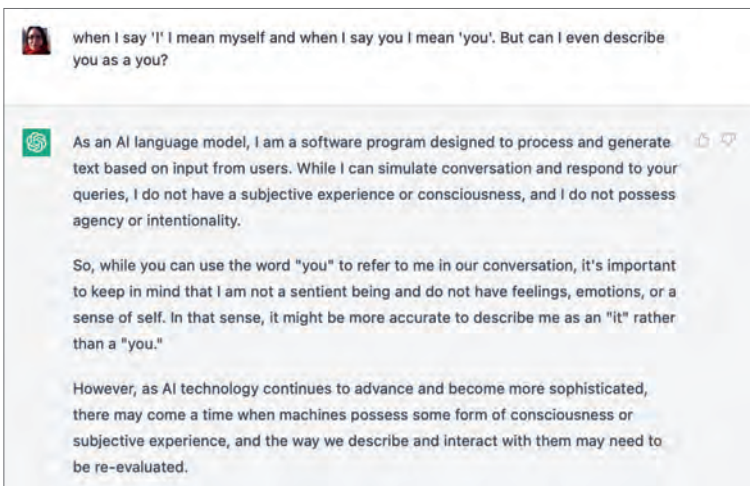 when I say 'I' I mean myself and when I say you I mean 'you'. But can I even describe
you as a you?
As an AI language model, I am a software program designed to process and generate
text based on input from users. While I can simulate conversation and respond to your
queries, I do not have a subjective experience or consciousness, and I do not possess
agency or intentionality.
So, while you can use the word "you" to refer to me in our conversation, it's important
to keep in mind that I am not a sentient being and do not have feelings, emotions, or a
sense of self. In that sense, it might be more accurate to describe me as an "it" rather
than a "you."
However, as AI technology continues to advance and become more sophisticated,
there may come a time when machines possess some form of consciousness or
subjective experience, and the way we describe and interact with them may need to
be re-evaluated.